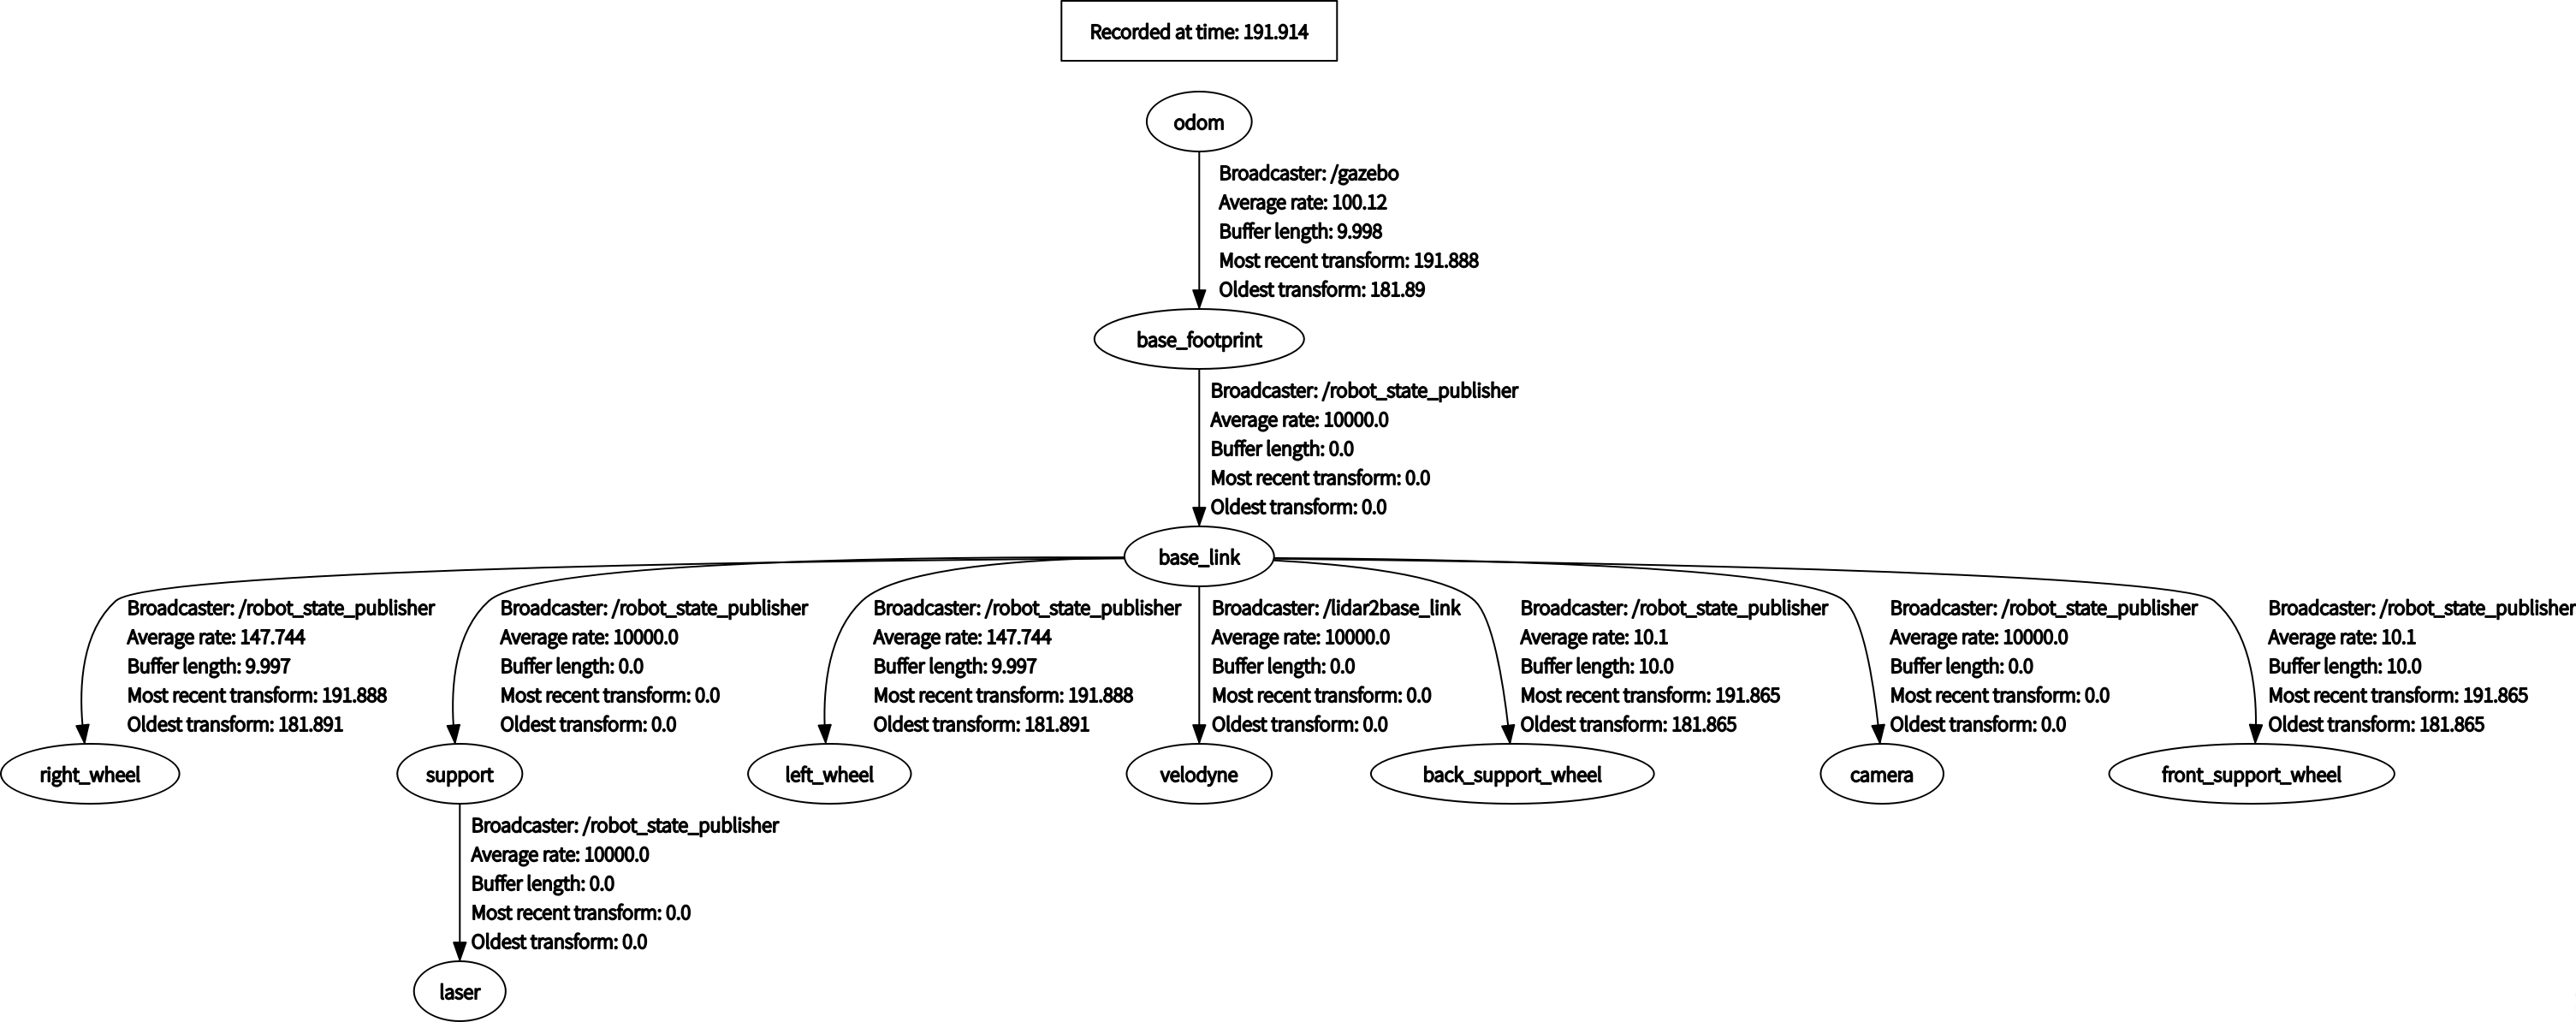 Recorded at time: 191.914
odom
Broadcaster: /gazebo
Average rate: 100.12
Buffer length: 9.998
Most recent transform: 191.888
Oldest transform: 181.89
base_footprint
Broadcaster: /robot_state_publisher
Average rate: 10000.0
Buffer length: 0.0
Most recent transform: 0.0
Oldest transform: 0.0
base_link
Broadcaster: /robot_state_publisher
Average rate: 147.744
Buffer length: 9.997
Most recent transform: 191.888
Oldest transform: 181.891
right_wheel
Broadcaster: /robot_state_publisher
Average rate: 10000.0
Buffer length: 0.0
Most recent transform: 0.0
Oldest transform: 0.0
support
Broadcaster: /robot_state_publisher
Average rate: 147.744
Buffer length: 9.997
Most recent transform: 191.888
Oldest transform: 181.891
left_wheel
Broadcaster: /lidar2base_link
Average rate: 10000.0
Buffer length: 0.0
Most recent transform: 0.0
Oldest transform: 0.0
velodyne
Broadcaster: /robot_state_publisher
Average rate: 10.1
Buffer length: 10.0
Most recent transform: 191.865
Oldest transform: 181.865
back_support_wheel
Broadcaster: /robot_state_publisher
Average rate: 10000.0
Buffer length: 0.0
Most recent transform: 0.0
Oldest transform: 0.0
camera
Broadcaster: /robot_state_publisher
Average rate: 10.1
Buffer length: 10.0
Most recent transform: 191.865
Oldest transform: 181.865
front_support_wheel
Broadcaster: /robot_state_publisher
Average rate: 10000.0
Buffer length: 0.0
Most recent transform: 0.0
Oldest transform: 0.0
laser